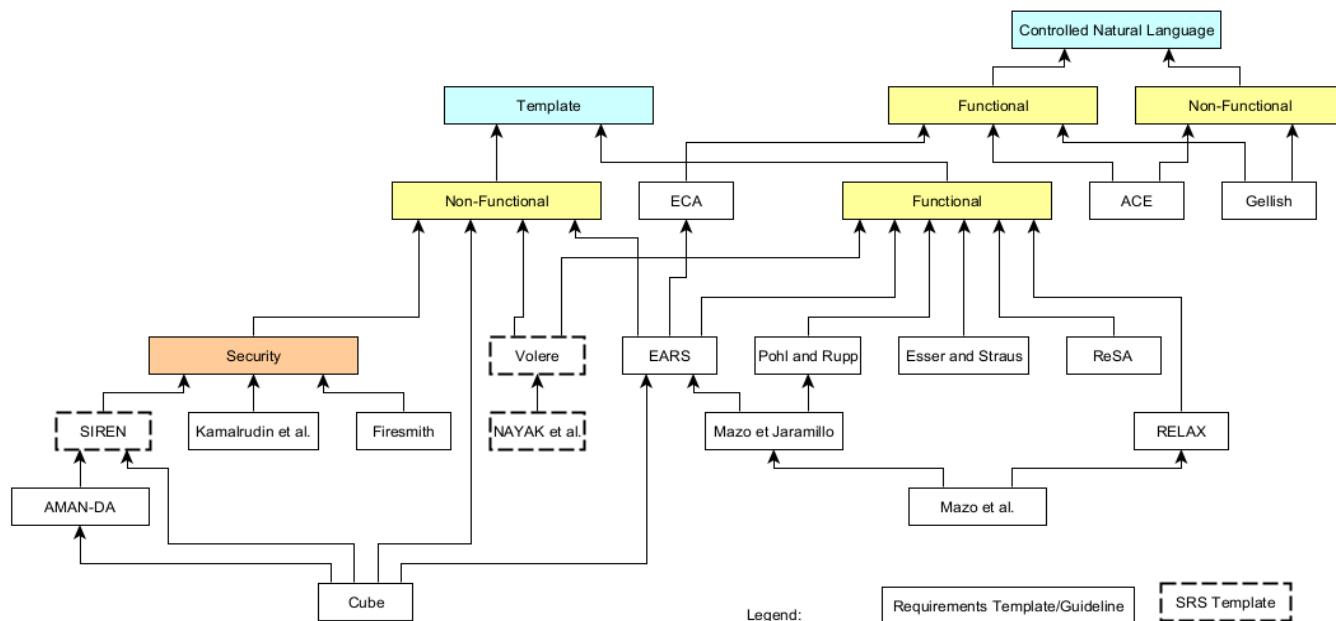 Controlled Natural Language
Template
Functional
Non-Functional
Non-Functional
ECA
Functional
ACE
Gellish
Security
Volere
EARS
Pohl and Rupp
Esser and Straus
ReSA
SIREN
Kamalrudin et al.
Firesmith
NAYAK et al.
Mazo et Jaramillo
RELAX
AMAN-DA
Mazo et al.
Cube
Legend:
Requirements Template/Guideline
SRS Template